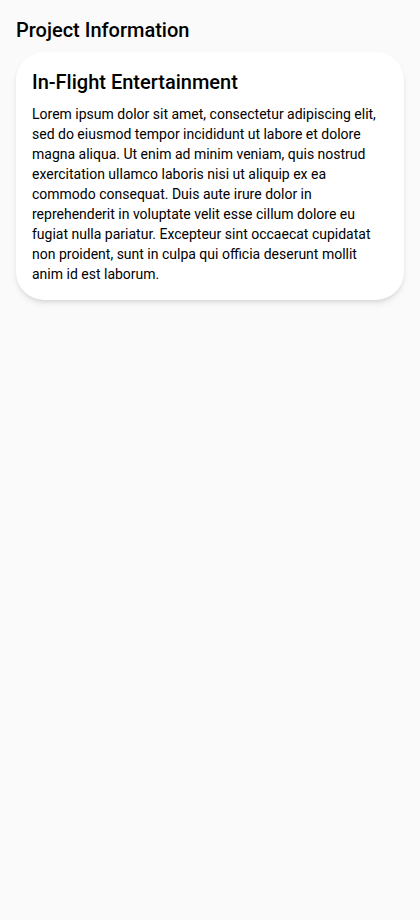 Project Information
In-Flight Entertainment
Lorem ipsum dolor sit amet, consectetur adipiscing elit,
sed do eiusmod tempor incididunt ut labore et dolore
magna aliqua. Ut enim ad minim veniam, quis nostrud
exercitation ullamco laboris nisi ut aliquip ex ea
commodo consequat. Duis aute irure dolor in
reprehenderit in voluptate velit esse cillum dolore eu
fugiat nulla pariatur. Excepteur sint occaecat cupidatat
non proident, sunt in culpa qui officia deserunt mollit
anim id est laborum.